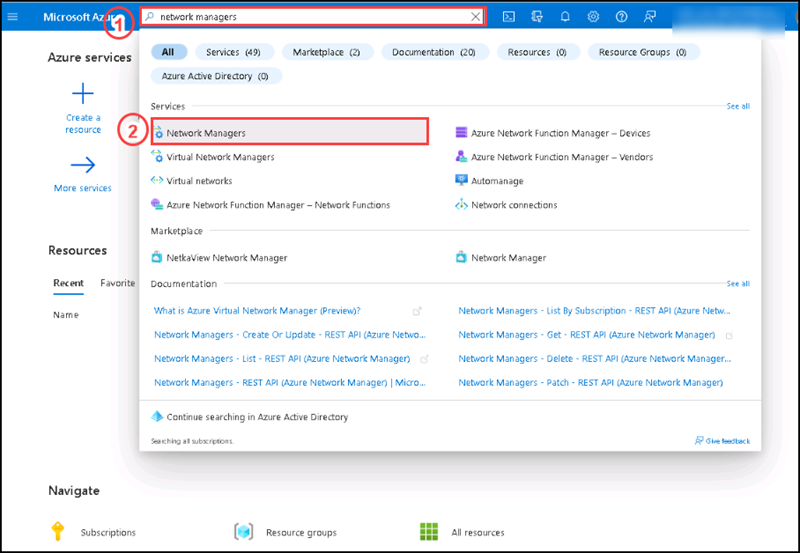 Microsoft Azu
1
network managers
All
Services (49)
Marketplace (2)
Documentation (20)
Resources (0)
Resource Groups (0)
Azure Active Directory (0)
Azure services
Create a
resource
More services
Services
See all
2
Network Managers
Azure Network Function Manager – Devices
Virtual Network Managers
Azure Network Function Manager – Vendors
Virtual networks
Automanage
Azure Network Function Manager – Network Functions
Network connections
Marketplace
NetkaView Network Manager
Network Manager
Resources
Recent
Favorite
Name
Documentation
See all
What is Azure Virtual Network Manager (Preview)?
Network Managers - List By Subscription - REST API (Azure Netw...
Network Managers - Create Or Update - REST API (Azure Netwo...
Network Managers - Get - REST API (Azure Network Manager)
Network Managers - List - REST API (Azure Network Manager)
Network Managers - Delete - REST API (Azure Network Manager...
Network Managers - REST API (Azure Network Manager) | Micro...
Network Managers - Patch - REST API (Azure Network Manager)
Continue searching in Azure Active Directory
Searching all subscriptions.
Give feedback
Navigate
Subscriptions
Resource groups
All resources